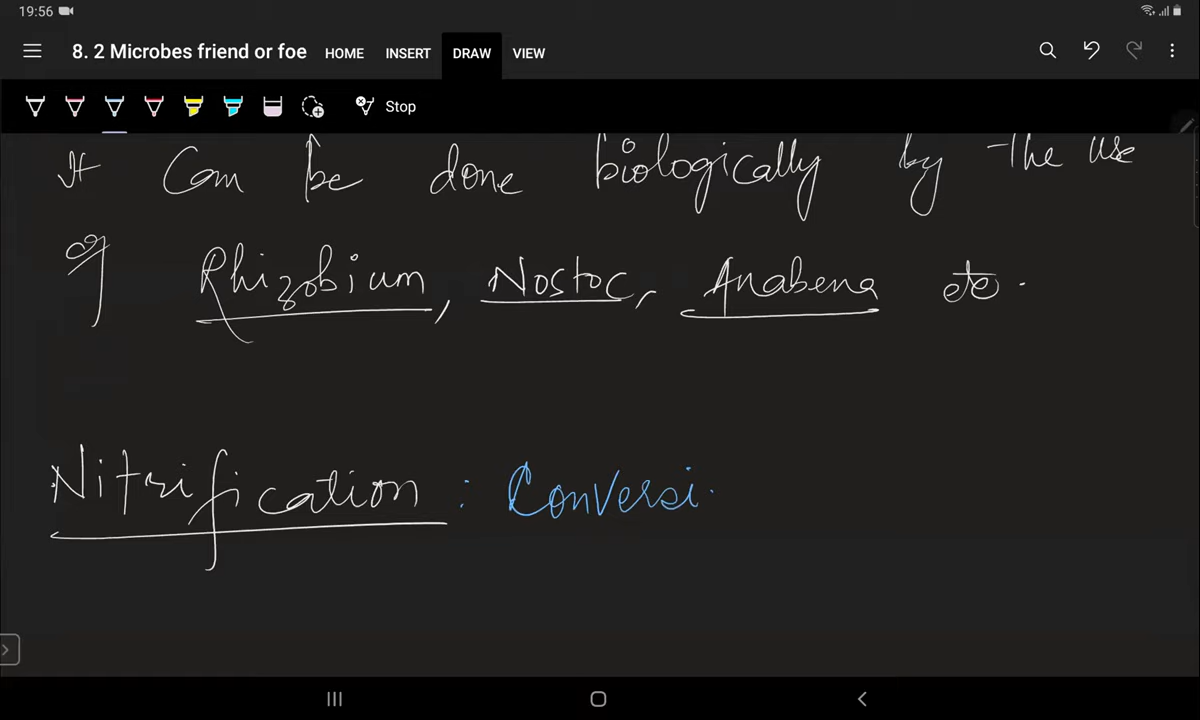 19:56
8. 2 Microbes friend or foe HOME INSERT DRAW VIEW
Stop
It Can be done biologically by the use
of Rhizobium, Nostoc, Anabena etc.
Nitrification : Conversi